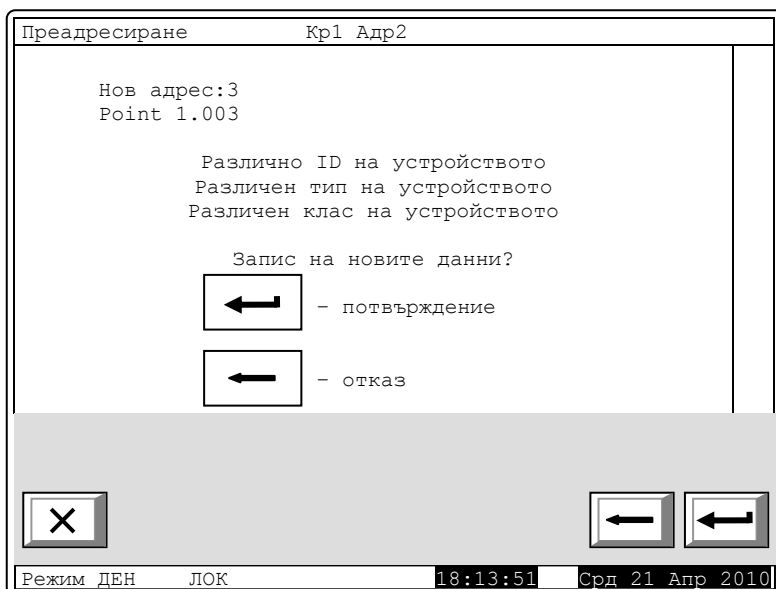 Преадресиране Кр1 Адр2
Нов адрес:3
Point 1.003
Различно ID на устройството
Различен тип на устройството
Различен клас на устройството
Запис на новите данни?
- потвърждение
- отказ
Режим ДЕН ЛОК 18:13:51 Срд 21 Апр 2010